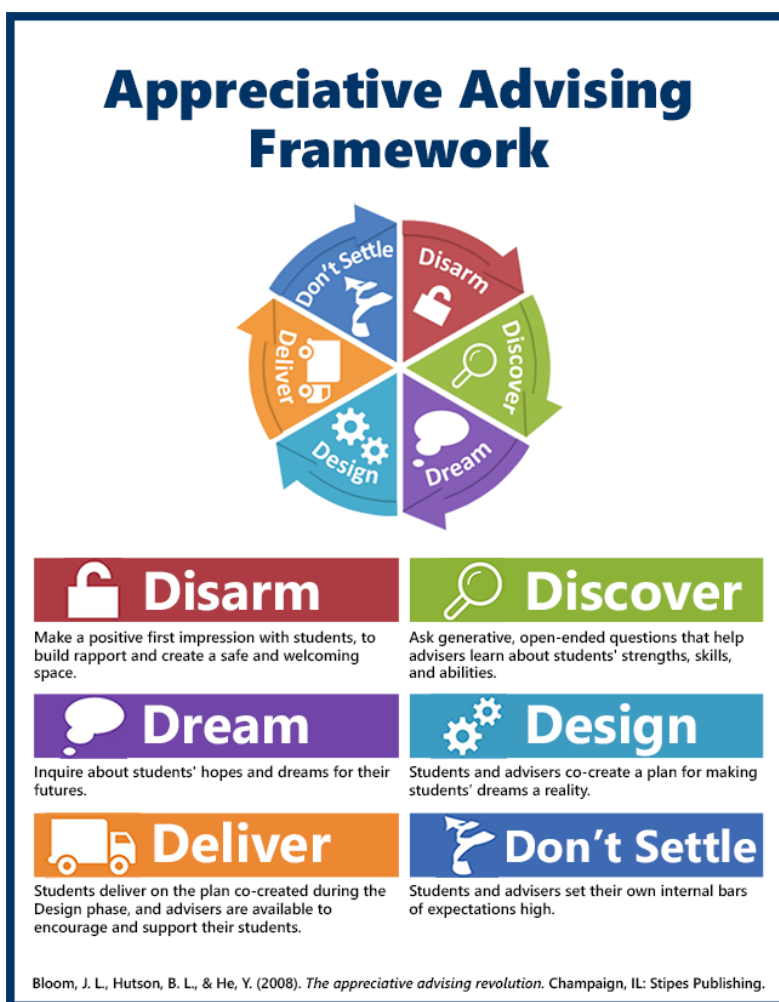 Appreciative Advising
Framework
Don't Settle
Disarm
Discover
Dream
Design
Deliver
Disarm
Make a positive first impression with students, to
build rapport and create a safe and welcoming
space.
Discover
Ask generative, open-ended questions that help
advisers learn about students' strengths, skills,
and abilities.
Dream
Inquire about students' hopes and dreams for their
futures.
Design
Students and advisers co-create a plan for making
students’ dreams a reality.
Deliver
Students deliver on the plan co-created during the
Design phase, and advisers are available to
encourage and support their students.
Don’t Settle
Students and advisers set their own internal bars
of expectations high.
Bloom, J. L., Hutson, B. L., & He, Y. (2008). The appreciative advising revolution. Champaign, IL: Stipes Publishing.